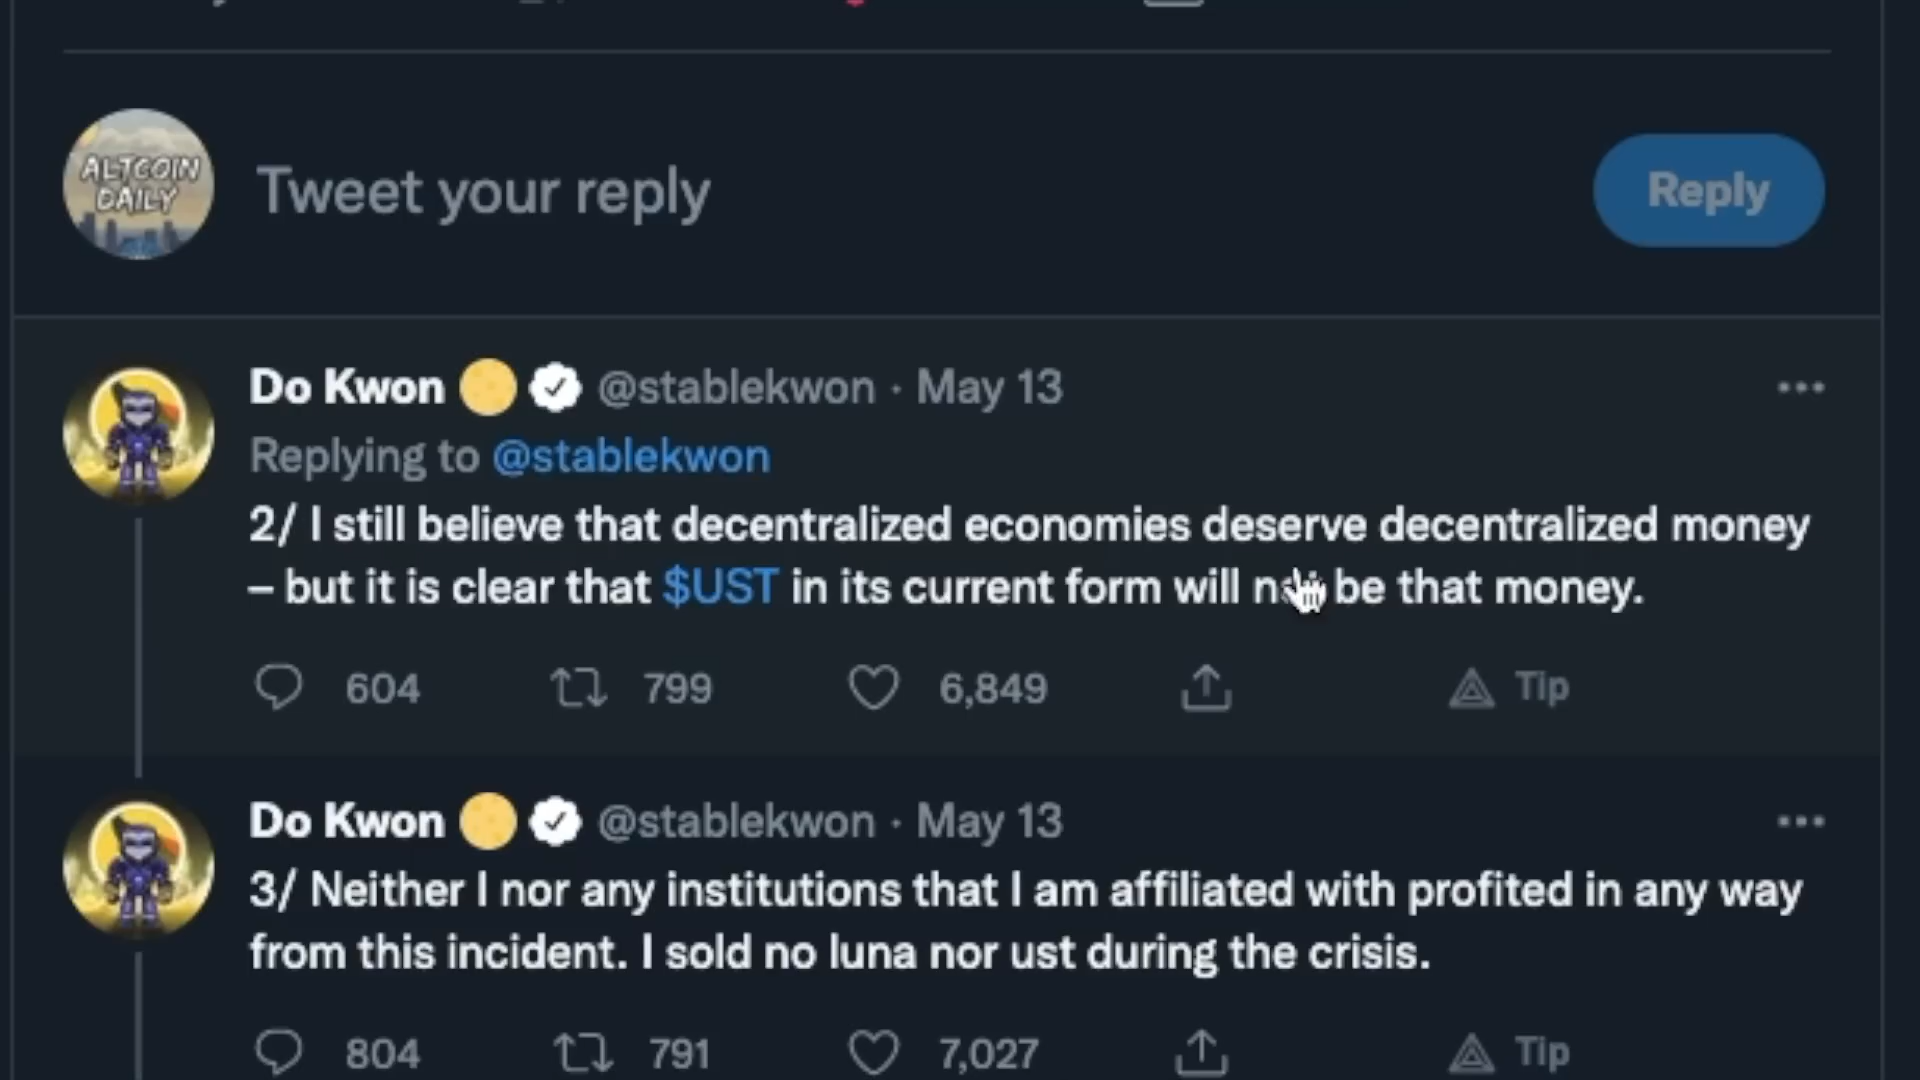 ALTCOIN
DAILY
Tweet your reply
Reply
Do Kwon @stablekwon · May 13
Replying to @stablekwon
2/ I still believe that decentralized economies deserve decentralized money
– but it is clear that $UST in its current form will not be that money.
604 799 6,849 Tip
Do Kwon @stablekwon · May 13
3/ Neither I nor any institutions that I am affiliated with profited in any way
from this incident. I sold no luna nor ust during the crisis.
804 791 7,027 Tip